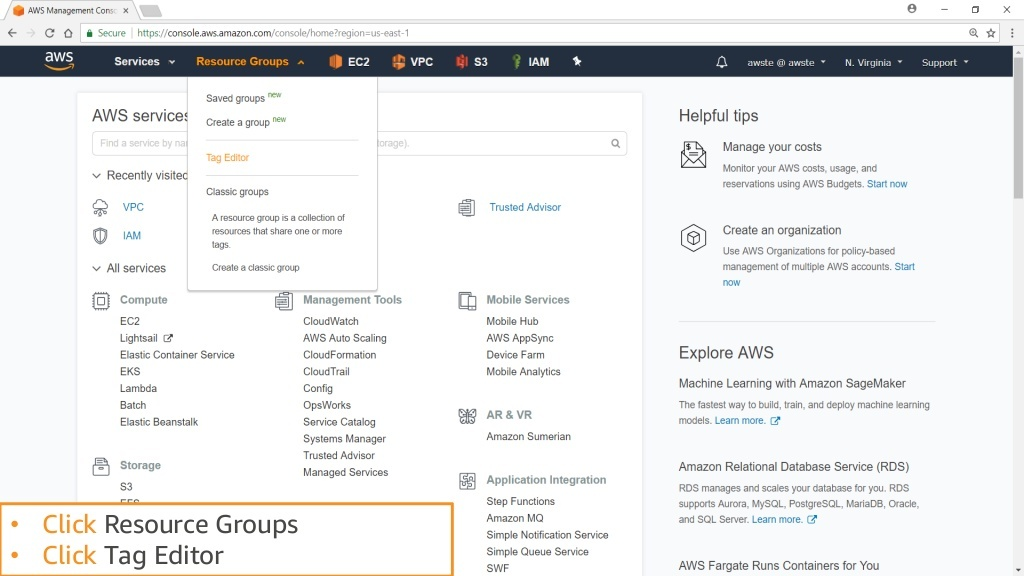 AWS Management Conso
Secure https://console.aws.amazon.com/console/home?region=us-east-1
aws Services Resource Groups EC2 VPC S3 IAM awste @ awste N. Virginia Support
Saved groups new
Create a group new
Tag Editor
Classic groups
A resource group is a collection of
resources that share one or more
tags.
Create a classic group
AWS services
Find a service by na
torage).
Recently visited
VPC
IAM
Trusted Advisor
All services
Compute
EC2
Lightsail
Elastic Container Service
EKS
Lambda
Batch
Elastic Beanstalk
Storage
S3
EFS
Management Tools
CloudWatch
AWS Auto Scaling
CloudFormation
CloudTrail
Config
OpsWorks
Service Catalog
Systems Manager
Trusted Advisor
Managed Services
Mobile Services
Mobile Hub
AWS AppSync
Device Farm
Mobile Analytics
AR & VR
Amazon Sumerian
Application Integration
Step Functions
Amazon MQ
Simple Notification Service
Simple Queue Service
SWF
Helpful tips
Manage your costs
Monitor your AWS costs, usage, and
reservations using AWS Budgets. Start now
Create an organization
Use AWS Organizations for policy-based
management of multiple AWS accounts. Start
now
Explore AWS
Machine Learning with Amazon SageMaker
The fastest way to build, train, and deploy machine learning
models. Learn more.
Amazon Relational Database Service (RDS)
RDS manages and scales your database for you. RDS
supports Aurora, MySQL, PostgreSQL, MariaDB, Oracle,
and SQL Server. Learn more.
AWS Fargate Runs Containers for You
• Click Resource Groups
• Click Tag Editor